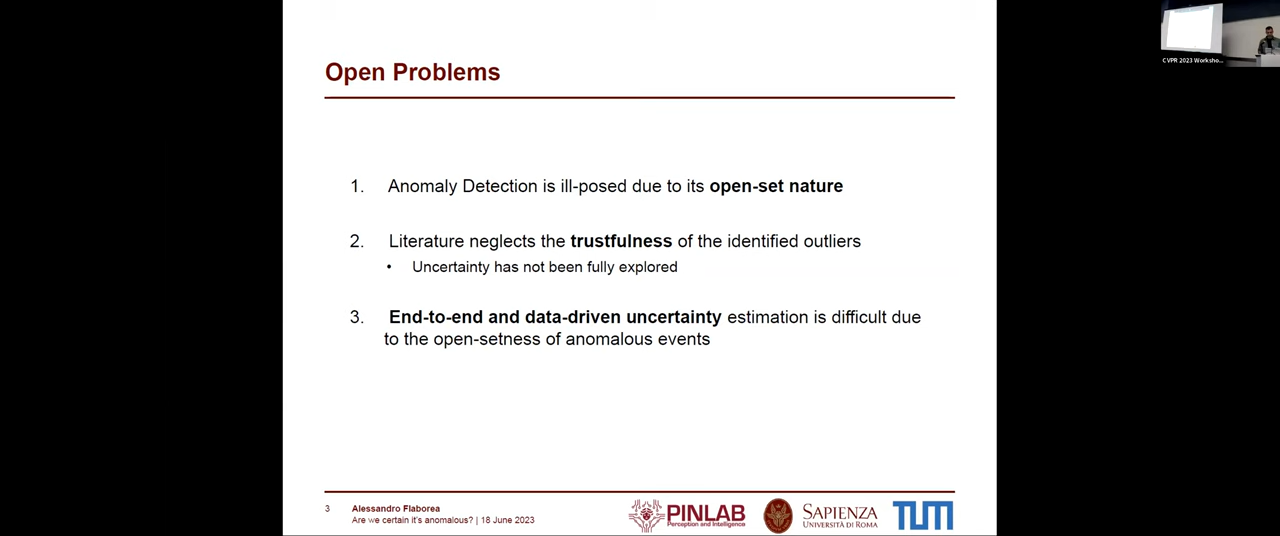 CVPR 2023 Worksho...
Open Problems
1. Anomaly Detection is ill-posed due to its open-set nature
2. Literature neglects the trustfulness of the identified outliers
• Uncertainty has not been fully explored
3. End-to-end and data-driven uncertainty estimation is difficult due
to the open-setness of anomalous events
3 Alessandro Flaborea
Are we certain it's anomalous? | 18 June 2023
PINLAB
Perception and Intelligence
SAPIENZA
UNIVERSITÀ DI ROMA
TUM